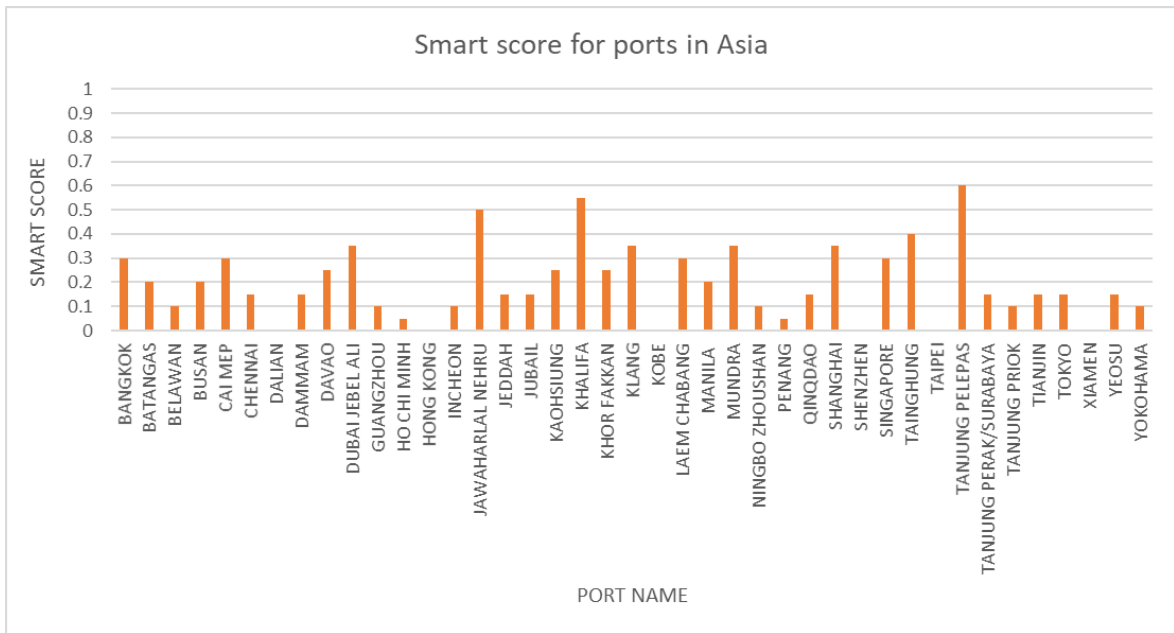 Smart score for ports in Asia
SMART SCORE
1
0.9
0.8
0.7
0.6
0.5
0.4
0.3
0.2
0.1
0
BANGKOK
BATANGAS
BELAWAN
BUSAN
CAI MEP
CHENNAI
DALIAN
DAMMAM
DAVAO
DUBAI JEBEL ALI
GUANGZHOU
HO CHI MINH
HONG KONG
INCHEON
JAWAHARLAL NEHRU
JEDDAH
JUBAIL
KAOHSIUNG
KHALIFA
KHOR FAKKAN
KLANG
KOBE
LAEM CHABANG
MANILA
MUNDRA
NINGBO ZHOUSHAN
PENANG
QINQDAO
SHANGHAI
SHENZHEN
SINGAPORE
TAINGHUNG
TAIPEI
TANJUNG PELEPAS
TANJUNG PERAK/SURABAYA
TANJUNG PRIOK
TIANJIN
TOKYO
XIAMEN
YEOSU
YOKOHAMA
PORT NAME